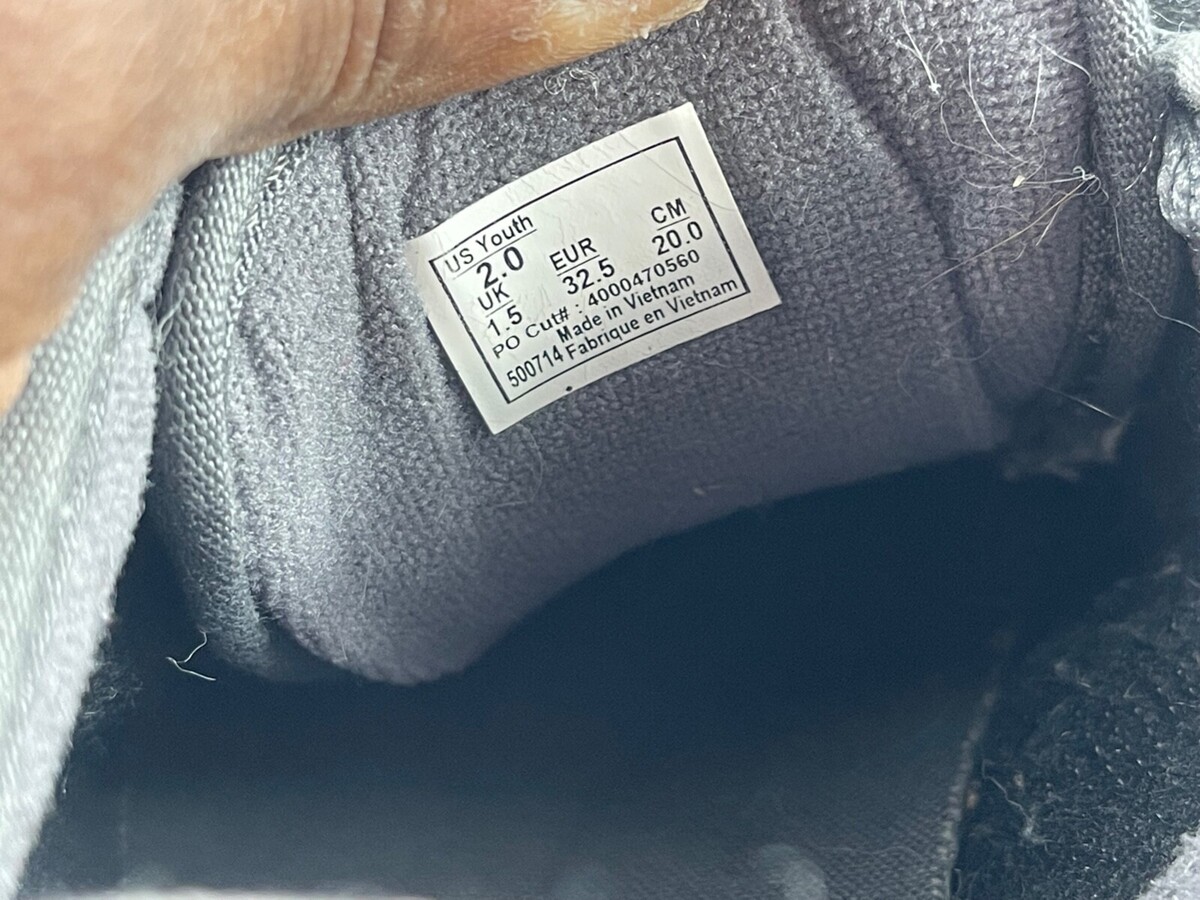 US Youth
2.0
UK EUR CM
1.5 32.5 20.0
PO Cut# : 4000470560
Made in Vietnam
500714 Fabrique en Vietnam